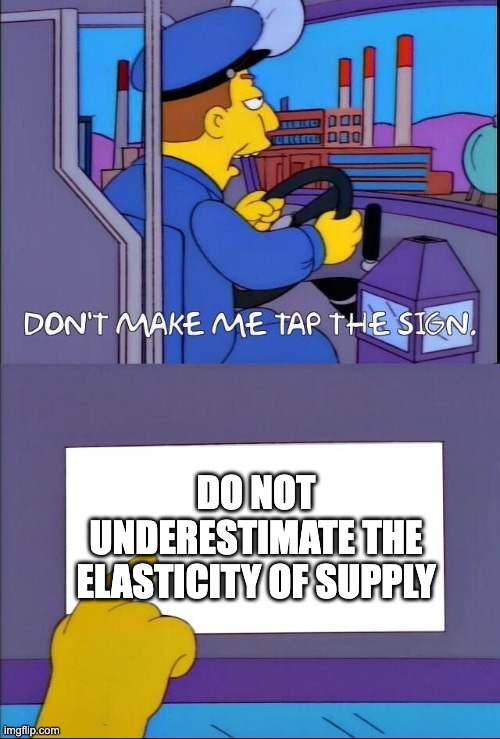 DON'T MAKE ME TAP THE SIGN.
DO NOT
UNDERESTIMATE THE
ELASTICITY OF SUPPLY
imgflip.com